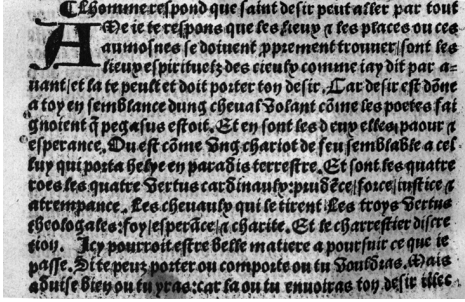 ¶ Lhomme respond que saint desir peut aller par tout
AMe ie te respons que les lieux ⁊ les places ou ces
aumosnes se doiuent ꝓprement trouuer/sont les
lieux espirituelz des cieulx comme iay dit par a-
uant/et la te peult et doit porter ton desir. Car desir est dōne
a toy en semblance dung cheual volant cōme les poetes fai
gnoient q̄ pegasus estoit. Et en sont les deux elles, paour ⁊
esperance. Ou est cōme vng chariot de feu semblable a cel-
luy qui porta helye en paradis terrestre. Et sont les quatre
roes les quatre vertus cardinaulx: prudēce/force/iustice ⁊
atrempance. Les cheuaulx qui le tirent/Les troys vertus
theologales: foy/esperāce/⁊ charite. Et le charrestier discre
tion. Icy pourroit estre belle matiere a poursuir ce que ie
passe. Si te peuz porter ou comporte ou tu vouldras. Mais
aduise bien ou tu yras: car la ou tu enuoiras ton desir illec